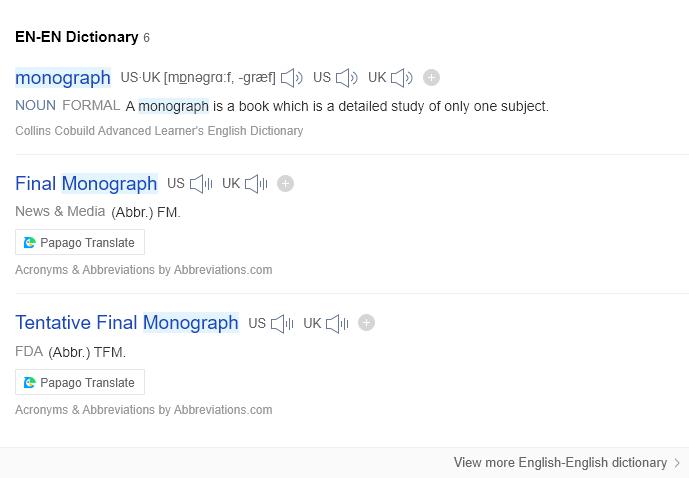 EN-EN Dictionary 6
monograph US·UK [mɒnəgrɑːf, -græf] US UK
NOUN FORMAL A monograph is a book which is a detailed study of only one subject.
Collins Cobuild Advanced Learner's English Dictionary
Final Monograph US UK
News & Media (Abbr.) FM.
Papago Translate
Acronyms & Abbreviations by Abbreviations.com
Tentative Final Monograph US UK
FDA (Abbr.) TFM.
Papago Translate
Acronyms & Abbreviations by Abbreviations.com
View more English-English dictionary